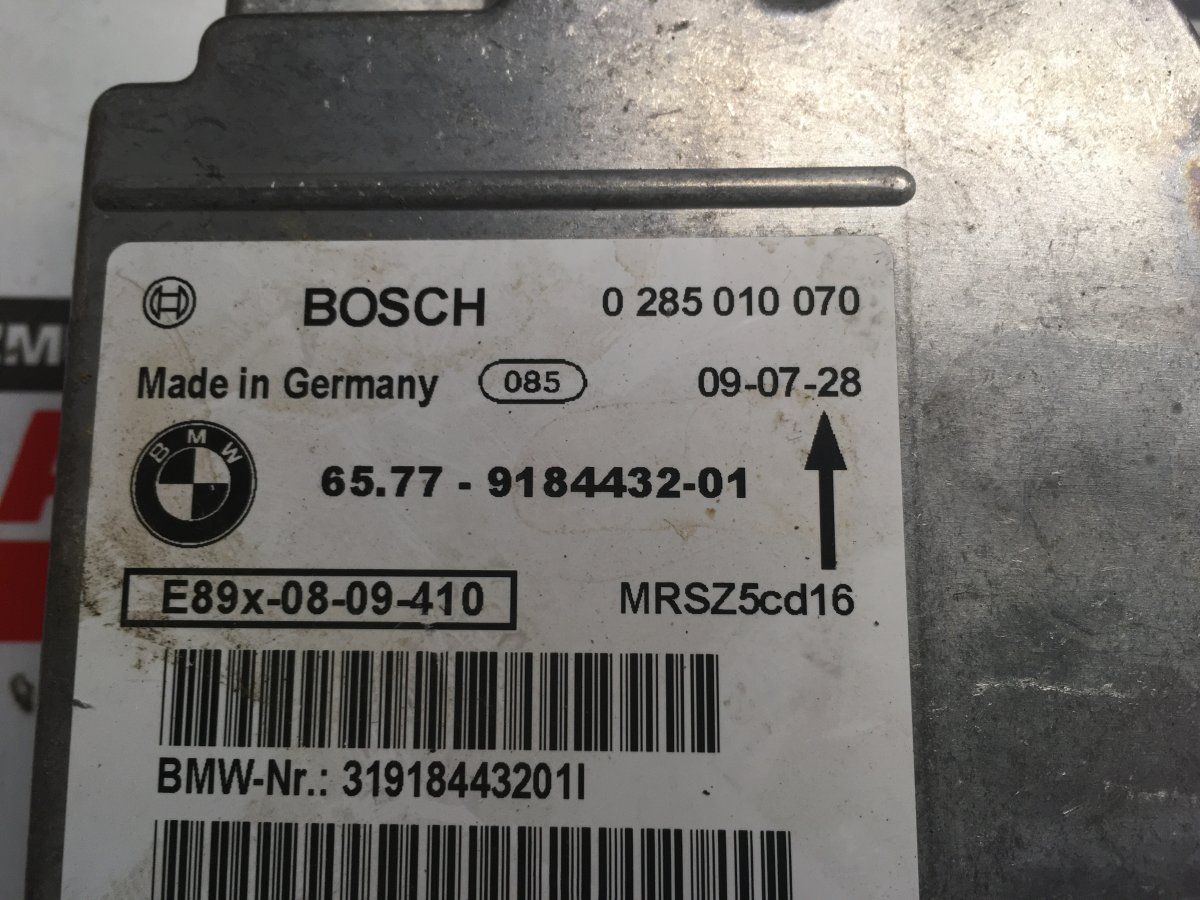 BOSCH 0 285 010 070
Made in Germany 085 09-07-28
BMW
65.77 - 9184432-01
E89x-08-09-410 MRSZ5cd16
BMW-Nr.: 31918443201I